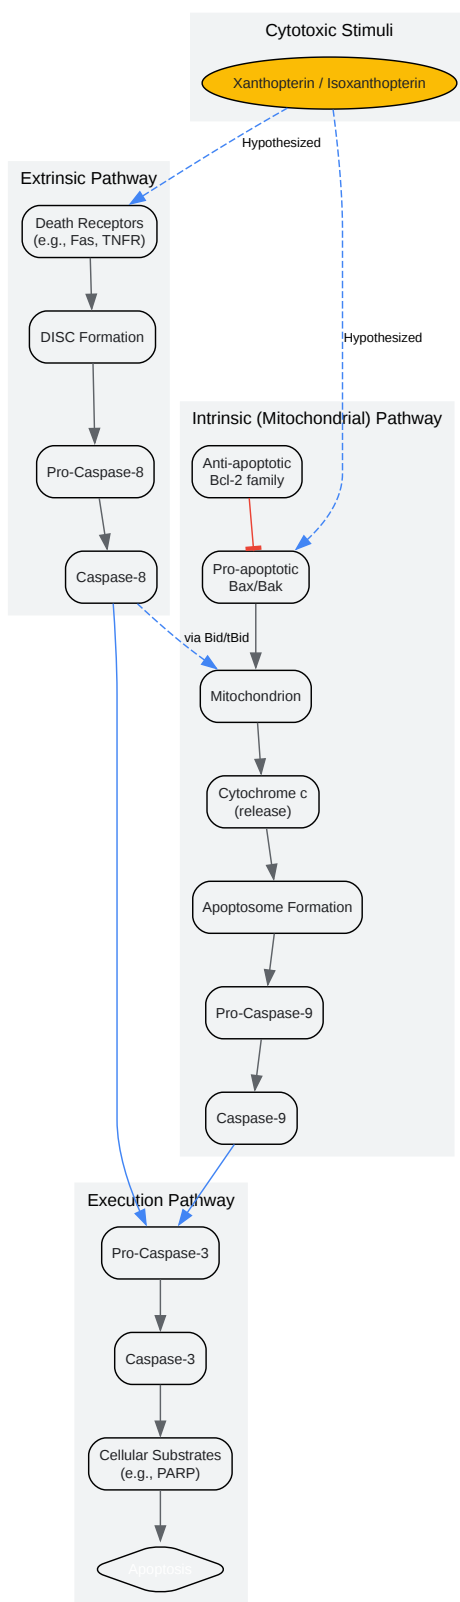 Cytotoxic Stimuli
Xanthopterin / Isoxanthopterin
Hypothesized
Extrinsic Pathway
Death Receptors
(e.g., Fas, TNFR)
DISC Formation
Hypothesized
Intrinsic (Mitochondrial) Pathway
Anti-apoptotic
Bcl-2 family
Pro-Caspase-8
Pro-apoptotic
Bax/Bak
Caspase-8
via Bid/tBid
Mitochondrion
Cytochrome c
(release)
Apoptosome Formation
Pro-Caspase-9
Caspase-9
Execution Pathway
Pro-Caspase-3
Caspase-3
Cellular Substrates
(e.g., PARP)
Apoptosis